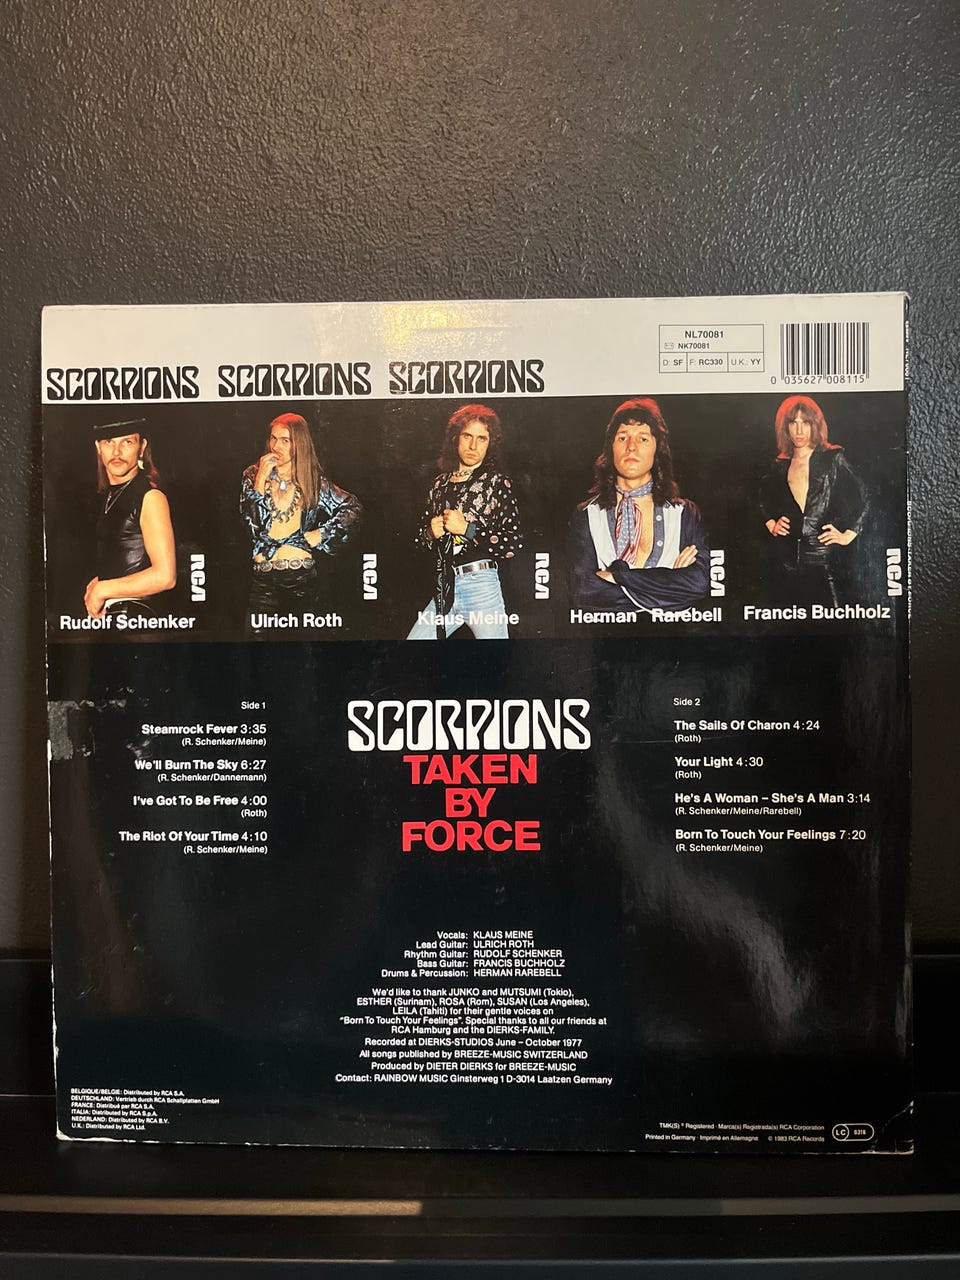 NL70081
NK70081
D: SF F: RC330 U.K.: YY
0 035627 008115
SCORPIONS SCORPIONS SCORPIONS
RCA RCA RCA RCA RCA
Rudolf Schenker Ulrich Roth Klaus Meine Herman Rarebell Francis Buchholz
Side 1
Steamrock Fever 3:35
(R. Schenker/Meine)
We'll Burn The Sky 6:27
(R. Schenker/Dannemann)
I've Got To Be Free 4:00
(Roth)
The Riot Of Your Time 4:10
(R. Schenker/Meine)
SCORPIONS
TAKEN
BY
FORCE
Side 2
The Sails Of Charon 4:24
(Roth)
Your Light 4:30
(Roth)
He's A Woman – She's A Man 3:14
(R. Schenker/Meine/Rarebell)
Born To Touch Your Feelings 7:20
(R. Schenker/Meine)
Vocals: KLAUS MEINE
Lead Guitar: ULRICH ROTH
Rhythm Guitar: RUDOLF SCHENKER
Bass Guitar: FRANCIS BUCHHOLZ
Drums & Percussion: HERMAN RAREBELL
We'd like to thank JUNKO and MUTSUMI (Tokio),
ESTHER (Surinam), ROSA (Rom), SUSAN (Los Angeles),
LEILA (Tahiti) for their gentle voices on
"Born To Touch Your Feelings". Special thanks to all our friends at
RCA Hamburg and the DIERKS-FAMILY.
Recorded at DIERKS-STUDIOS June – October 1977
All songs published by BREEZE-MUSIC SWITZERLAND
Produced by DIETER DIERKS for BREEZE-MUSIC
Contact: RAINBOW MUSIC Ginsterweg 1 D-3014 Laatzen Germany
BELGIQUE/BELGIE: Distributed by RCA S.A.
DEUTSCHLAND: Vertrieb durch RCA Schallplatten GmbH
FRANCE: Distribué par RCA S.A.
ITALIA: Distributed by RCA S.p.A.
NEDERLAND: Distributed by RCA B.V.
U.K.: Distributed by RCA Ltd.
TMK(S) ® Registered · Marca(s) Registrada(s) RCA Corporation
Printed in Germany · Imprimé en Allemagne © 1983 RCA Records
LC 0316